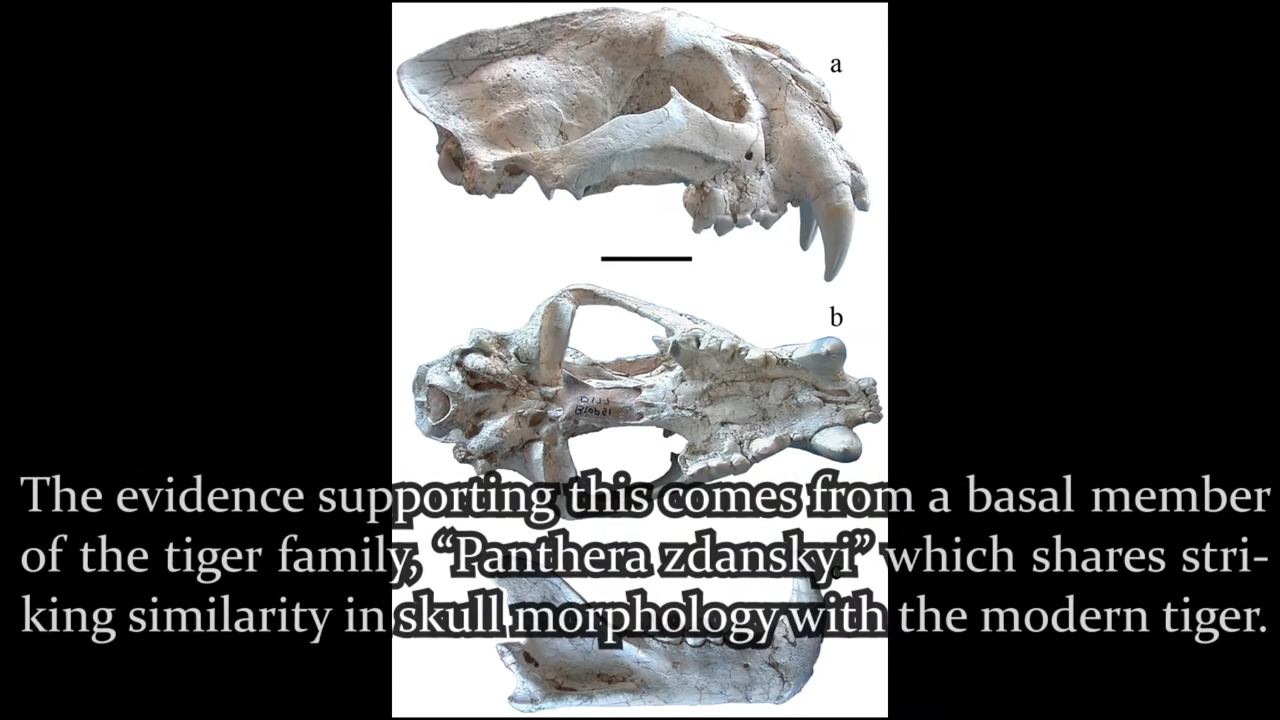 a
b
The evidence supporting this comes from a basal member
of the tiger family, “Panthera zdanskyi” which shares stri-
king similarity in skull morphology with the modern tiger.